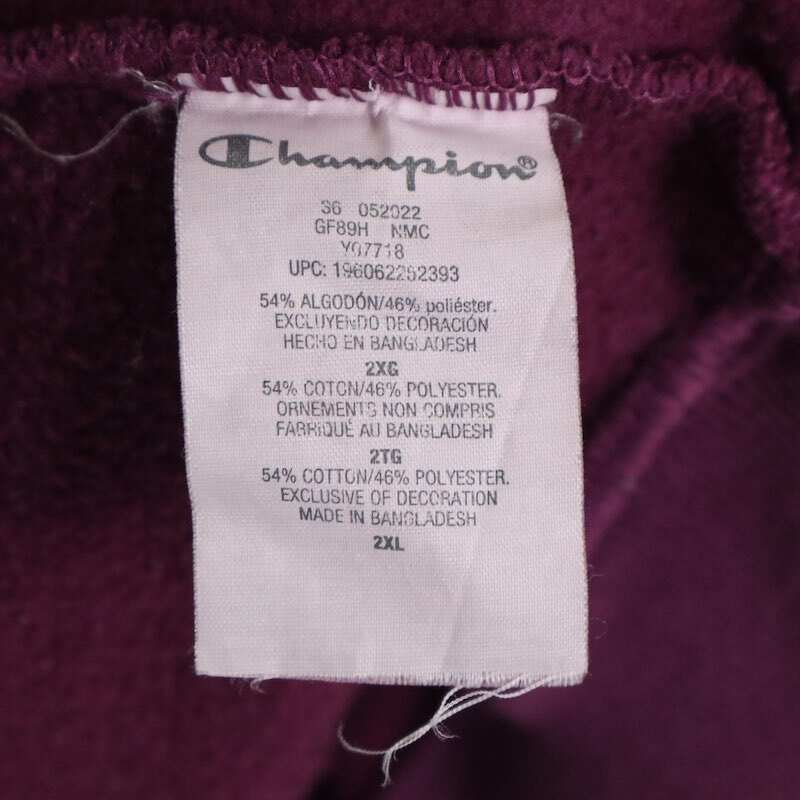 Champion®
36 052022
GF89H NMC
Y07718
UPC: 196062252393
54% ALGODÓN/46% poliéster.
EXCLUYENDO DECORACIÓN
HECHO EN BANGLADESH
2XG
54% COTON/46% POLYESTER.
ORNEMENTS NON COMPRIS
FABRIQUÉ AU BANGLADESH
2TG
54% COTTON/46% POLYESTER.
EXCLUSIVE OF DECORATION
MADE IN BANGLADESH
2XL